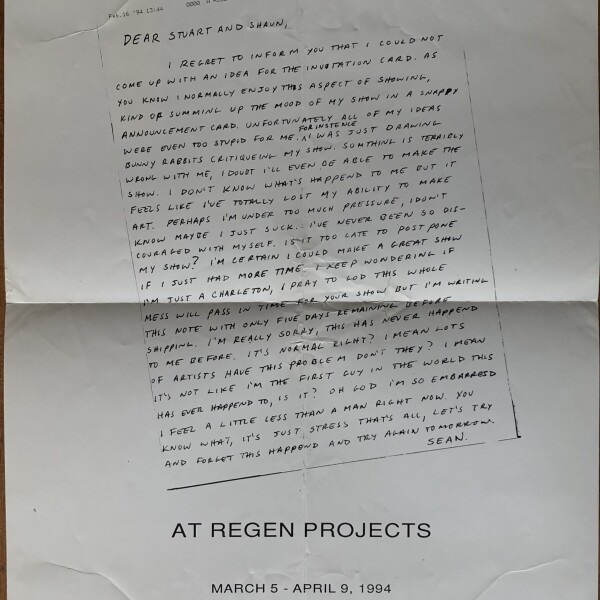 Feb. 16 '94 13:44 0000
DEAR STUART AND SHAUN,
I REGRET TO INFORM YOU THAT I COULD NOT
COME UP WITH AN IDEA FOR THE INVITATION CARD. AS
YOU KNOW I NORMALLY ENJOY THIS ASPECT OF SHOWING,
KIND OF SUMMING UP THE MOOD OF MY SHOW IN A SNAPPY
ANNOUNCEMENT CARD. UNFORTUNATELY ALL OF MY IDEAS
WERE EVEN TOO STUPID FOR ME. FOR INSTENCE I WAS JUST DRAWING
BUNNY RABBITS CRITIQUEING MY SHOW. SOMTHING IS TERRIBLY
WRONG WITH ME, I DOUBT I'LL EVEN BE ABLE TO MAKE THE
SHOW. I DON'T KNOW WHAT'S HAPPEND TO ME BUT IT
FEELS LIKE I'VE TOTALLY LOST MY ABILITY TO MAKE
ART. PERHAPS I'M UNDER TOO MUCH PRESSURE, I DON'T
KNOW MAYBE I JUST SUCK. I'VE NEVER BEEN SO DIS-
COURAGED WITH MYSELF. IS IT TOO LATE TO POSTPONE
MY SHOW? I'M CERTAIN I COULD MAKE A GREAT SHOW
IF I JUST HAD MORE TIME. I KEEP WONDERING IF
I'M JUST A CHARLETON, I PRAY TO GOD THIS WHOLE
MESS WILL PASS IN TIME FOR YOUR SHOW BUT I'M WRITING
THIS NOTE WITH ONLY FIVE DAYS REMAINING BEFORE
SHIPPING. I'M REALLY SORRY, THIS HAS NEVER HAPPEND
TO ME BEFORE. IT'S NORMAL RIGHT? I MEAN LOTS
OF ARTISTS HAVE THIS PROBLEM DON'T THEY? I MEAN
IT'S NOT LIKE I'M THE FIRST GUY IN THE WORLD THIS
HAS EVER HAPPEND TO, IS IT? OH GOD I'M SO EMBARRESD
I FEEL A LITTLE LESS THAN A MAN RIGHT NOW. YOU
KNOW WHAT, IT'S JUST STRESS THAT'S ALL, LET'S TRY
AND FORGET THIS HAPPEND AND TRY AGAIN TOMORROW.
SEAN.
AT REGEN PROJECTS
MARCH 5 - APRIL 9, 1994